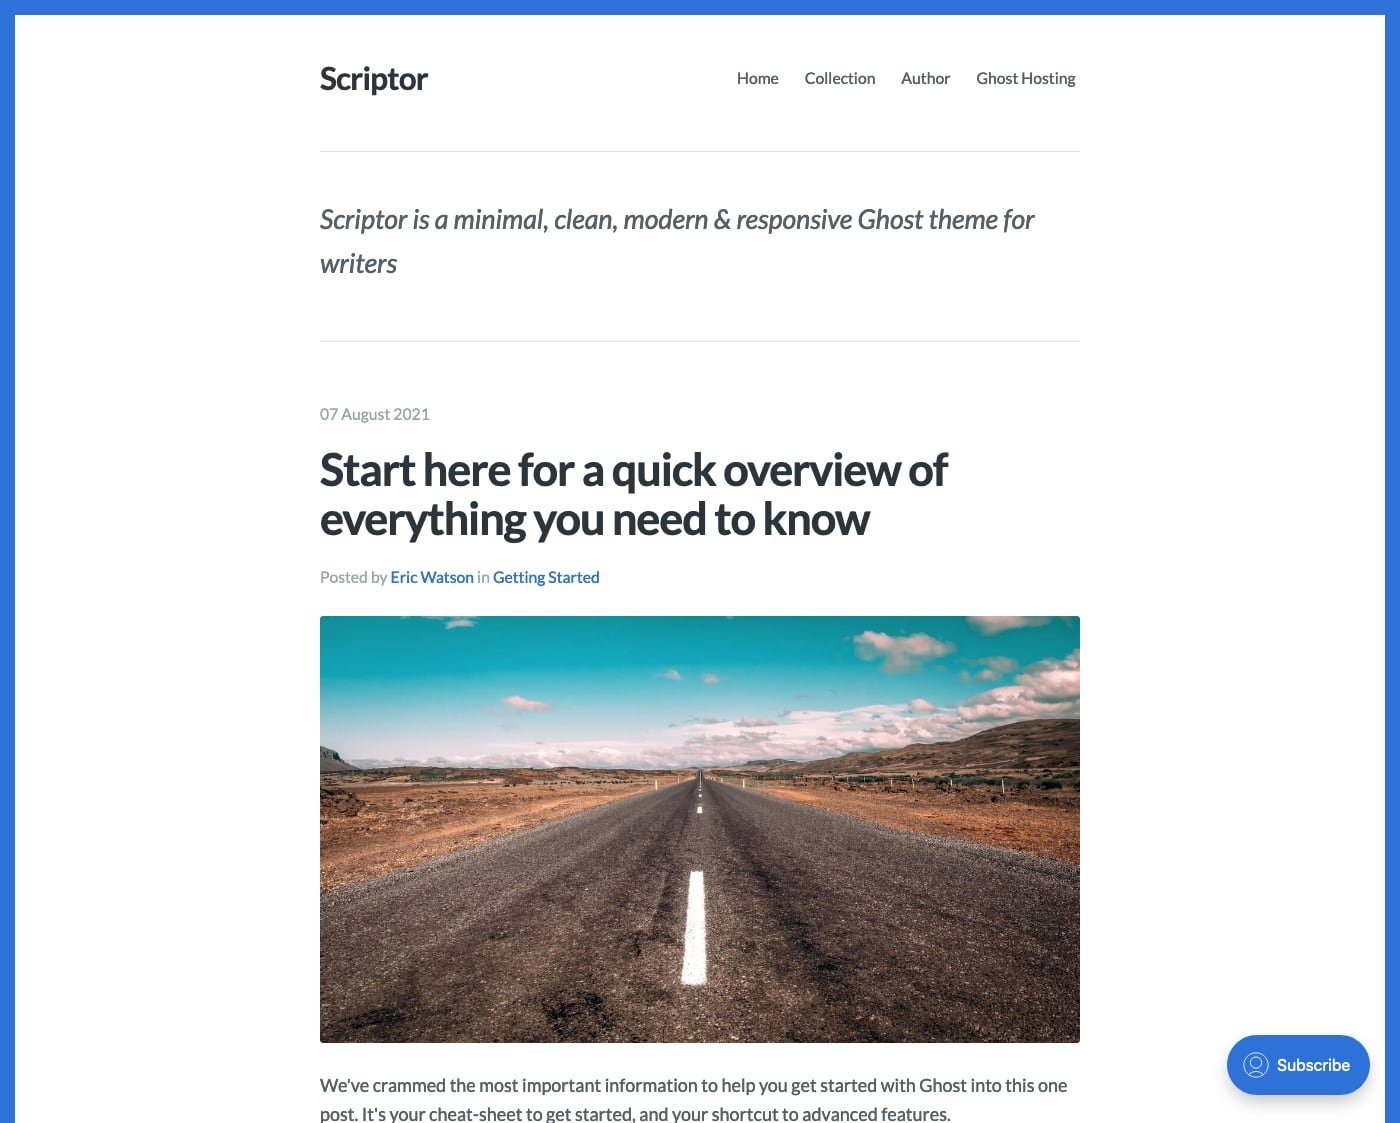 Scriptor
Home Collection Author Ghost Hosting
Scriptor is a minimal, clean, modern & responsive Ghost theme for
writers
07 August 2021
Start here for a quick overview of
everything you need to know
Posted by Eric Watson in Getting Started
We've crammed the most important information to help you get started with Ghost into this one
post. It's your cheat-sheet to get started, and your shortcut to advanced features.
Subscribe